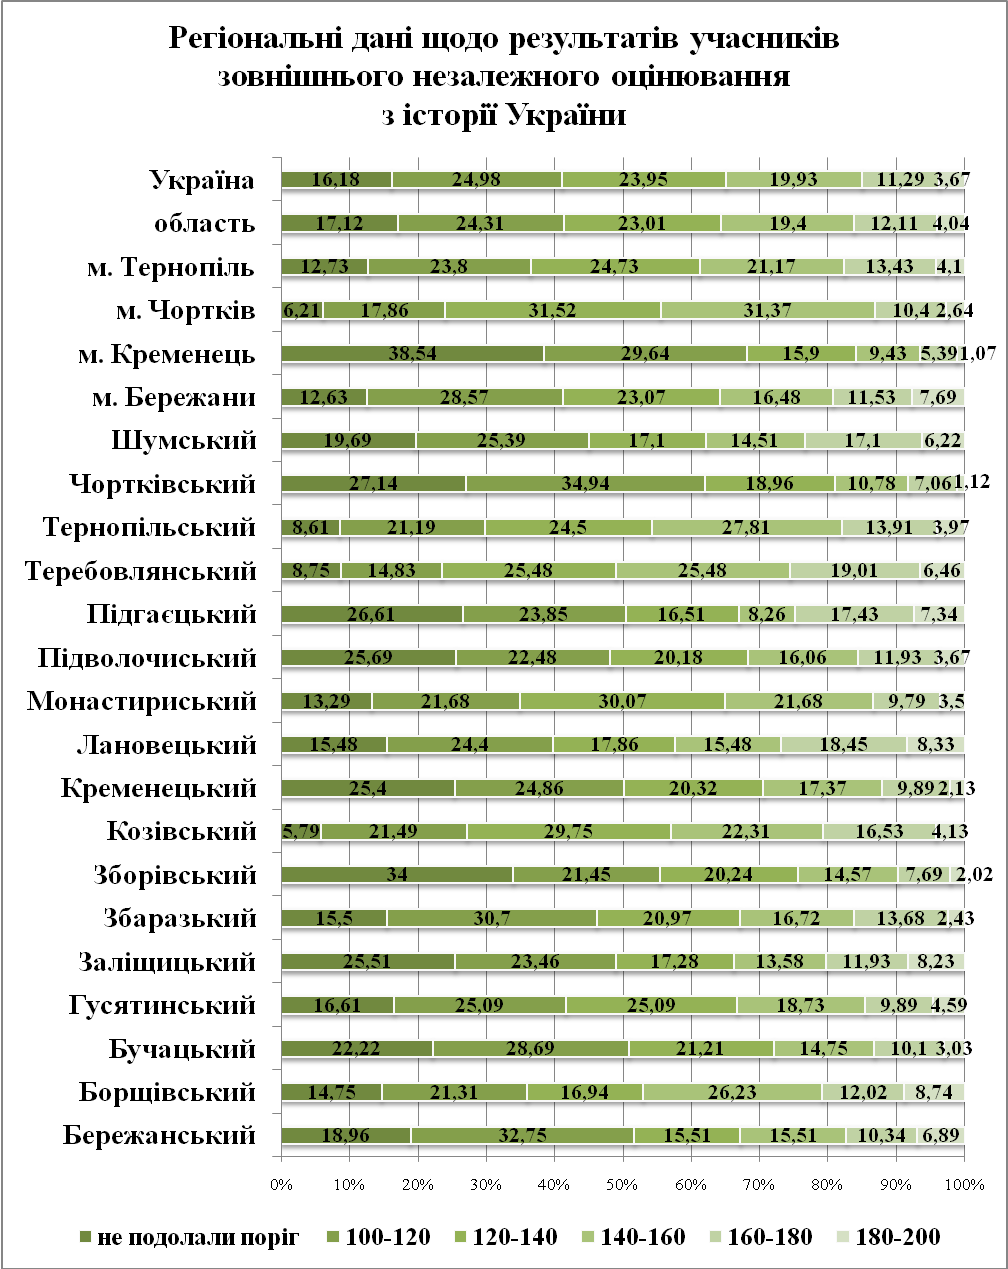 Регіональні дані щодо результатів учасників
зовнішнього незалежного оцінювання
з історії України
Україна 16,18 24,98 23,95 19,93 11,29 3,67
область 17,12 24,31 23,01 19,4 12,11 4,04
м. Тернопіль 12,73 23,8 24,73 21,17 13,43 4,1
м. Чортків 6,21 17,86 31,52 31,37 10,4 2,64
м. Кременець 38,54 29,64 15,9 9,43 5,39 1,07
м. Бережани 12,63 28,57 23,07 16,48 11,53 7,69
Шумський 19,69 25,39 17,1 14,51 17,1 6,22
Чортківський 27,14 34,94 18,96 10,78 7,06 1,12
Тернопільський 8,61 21,19 24,5 27,81 13,91 3,97
Теребовлянський 8,75 14,83 25,48 25,48 19,01 6,46
Підгаєцький 26,61 23,85 16,51 8,26 17,43 7,34
Підволочиський 25,69 22,48 20,18 16,06 11,93 3,67
Монастириський 13,29 21,68 30,07 21,68 9,79 3,5
Лановецький 15,48 24,4 17,86 15,48 18,45 8,33
Кременецький 25,4 24,86 20,32 17,37 9,89 2,13
Козівський 5,79 21,49 29,75 22,31 16,53 4,13
Зборівський 34 21,45 20,24 14,57 7,69 2,02
Збаразький 15,5 30,7 20,97 16,72 13,68 2,43
Заліщицький 25,51 23,46 17,28 13,58 11,93 8,23
Гусятинський 16,61 25,09 25,09 18,73 9,89 4,59
Бучацький 22,22 28,69 21,21 14,75 10,1 3,03
Борщівський 14,75 21,31 16,94 26,23 12,02 8,74
Бережанський 18,96 32,75 15,51 15,51 10,34 6,89
0% 10% 20% 30% 40% 50% 60% 70% 80% 90% 100%
не подолали поріг 100-120 120-140 140-160 160-180 180-200